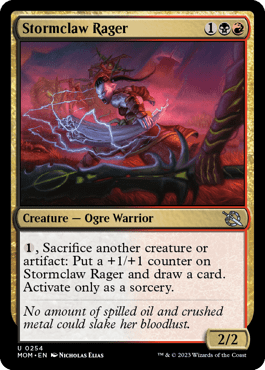 Stormclaw Rager 1
Creature — Ogre Warrior
1, Sacrifice another creature or
artifact: Put a +1/+1 counter on
Stormclaw Rager and draw a card.
Activate only as a sorcery.
No amount of spilled oil and crushed
metal could slake her bloodlust.
2/2
U 0254
MOM • EN Nicholas Elias ™ & © 2023 Wizards of the Coast